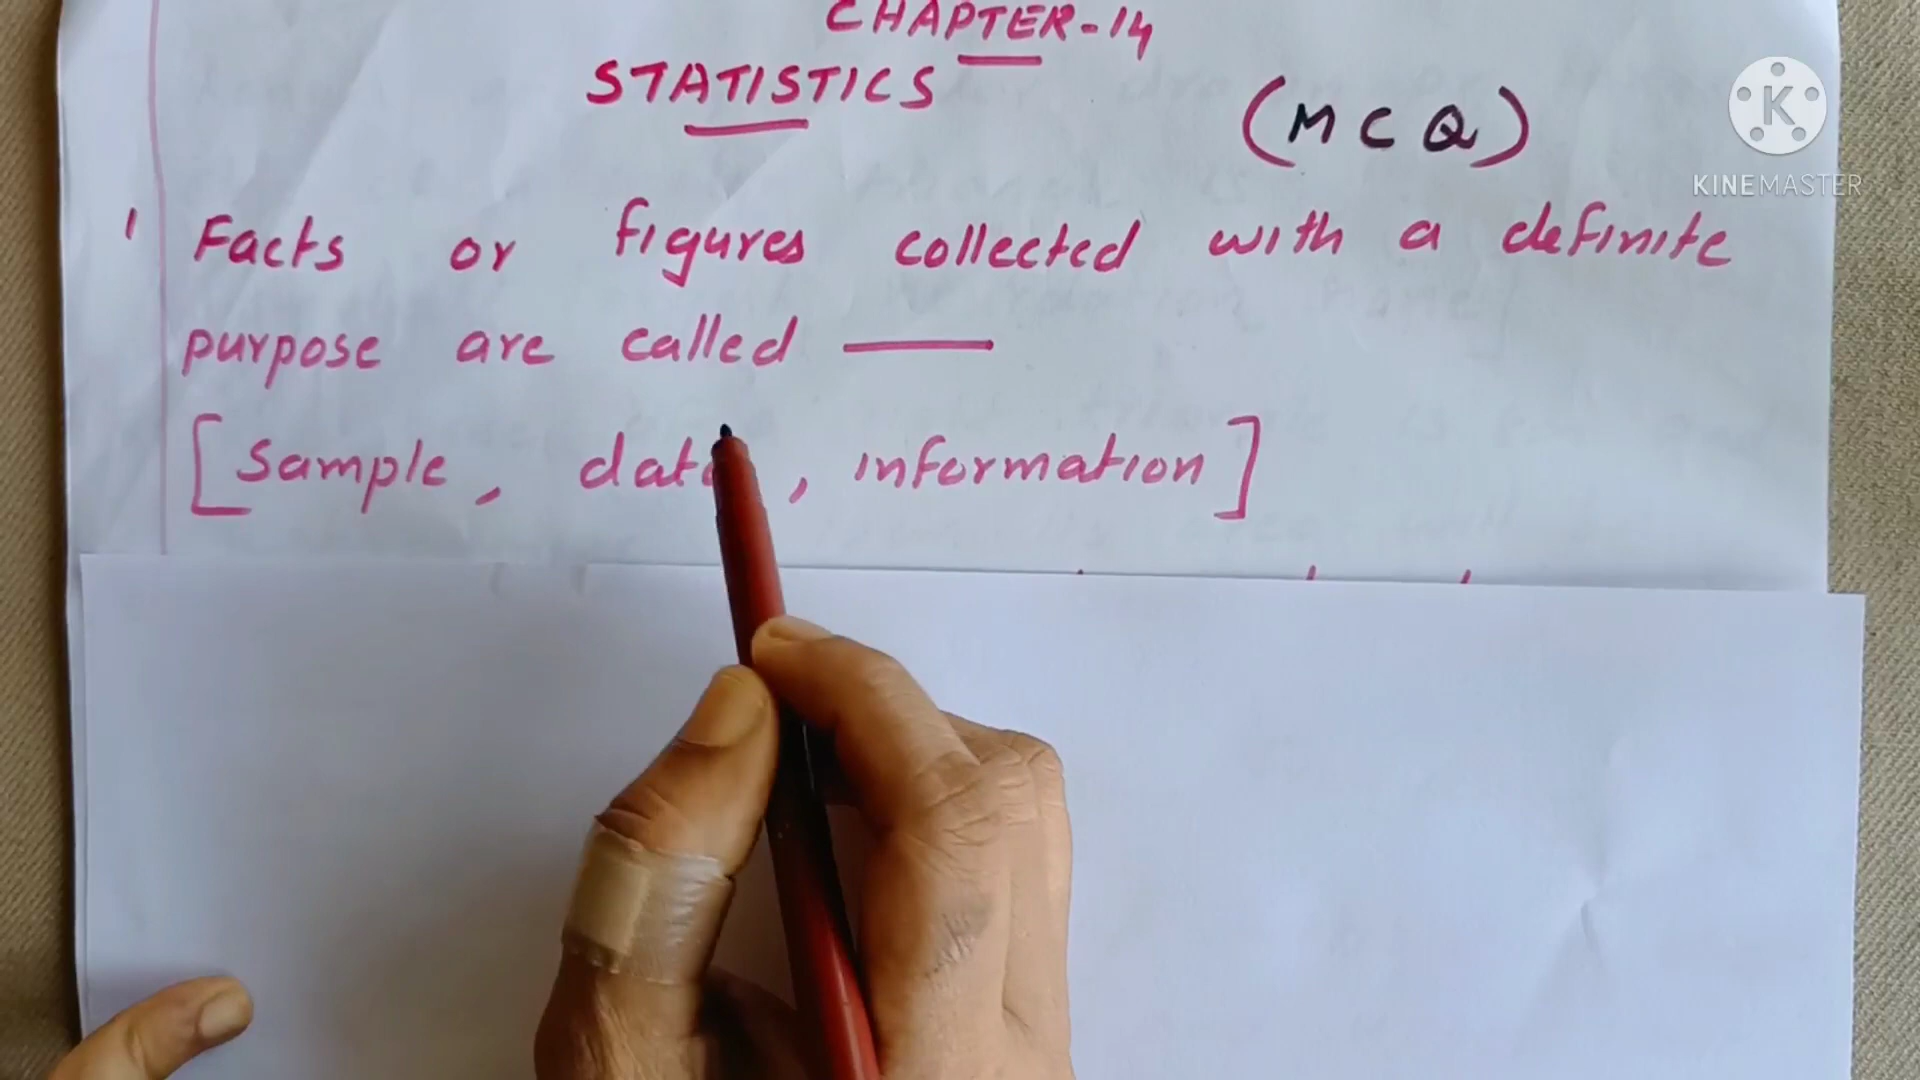 CHAPTER-14
STATISTICS
(MCQ)
K
KINEMASTER
1 Facts or figures collected with a definite
purpose are called ———
[sample, data, information]